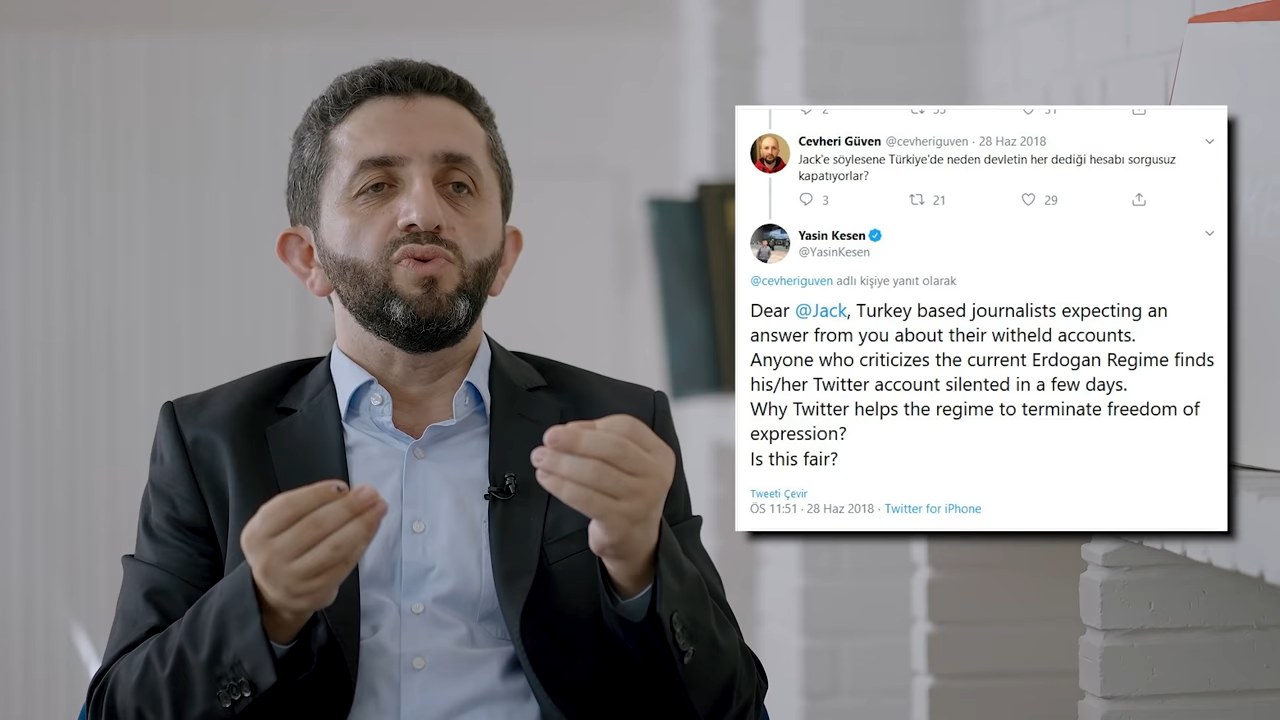 Cevheri Güven @cevheriguven · 28 Haz 2018
Jack'e söylesene Türkiye'de neden devletin her dediği hesabı sorgusuz
kapatıyorlar?
3 21 29
Yasin Kesen
@YasinKesen
@cevheriguven adlı kişiye yanıt olarak
Dear @Jack, Turkey based journalists expecting an
answer from you about their witheld accounts.
Anyone who criticizes the current Erdogan Regime finds
his/her Twitter account silented in a few days.
Why Twitter helps the regime to terminate freedom of
expression?
Is this fair?
Tweeti Çevir
ÖS 11:51 · 28 Haz 2018 · Twitter for iPhone